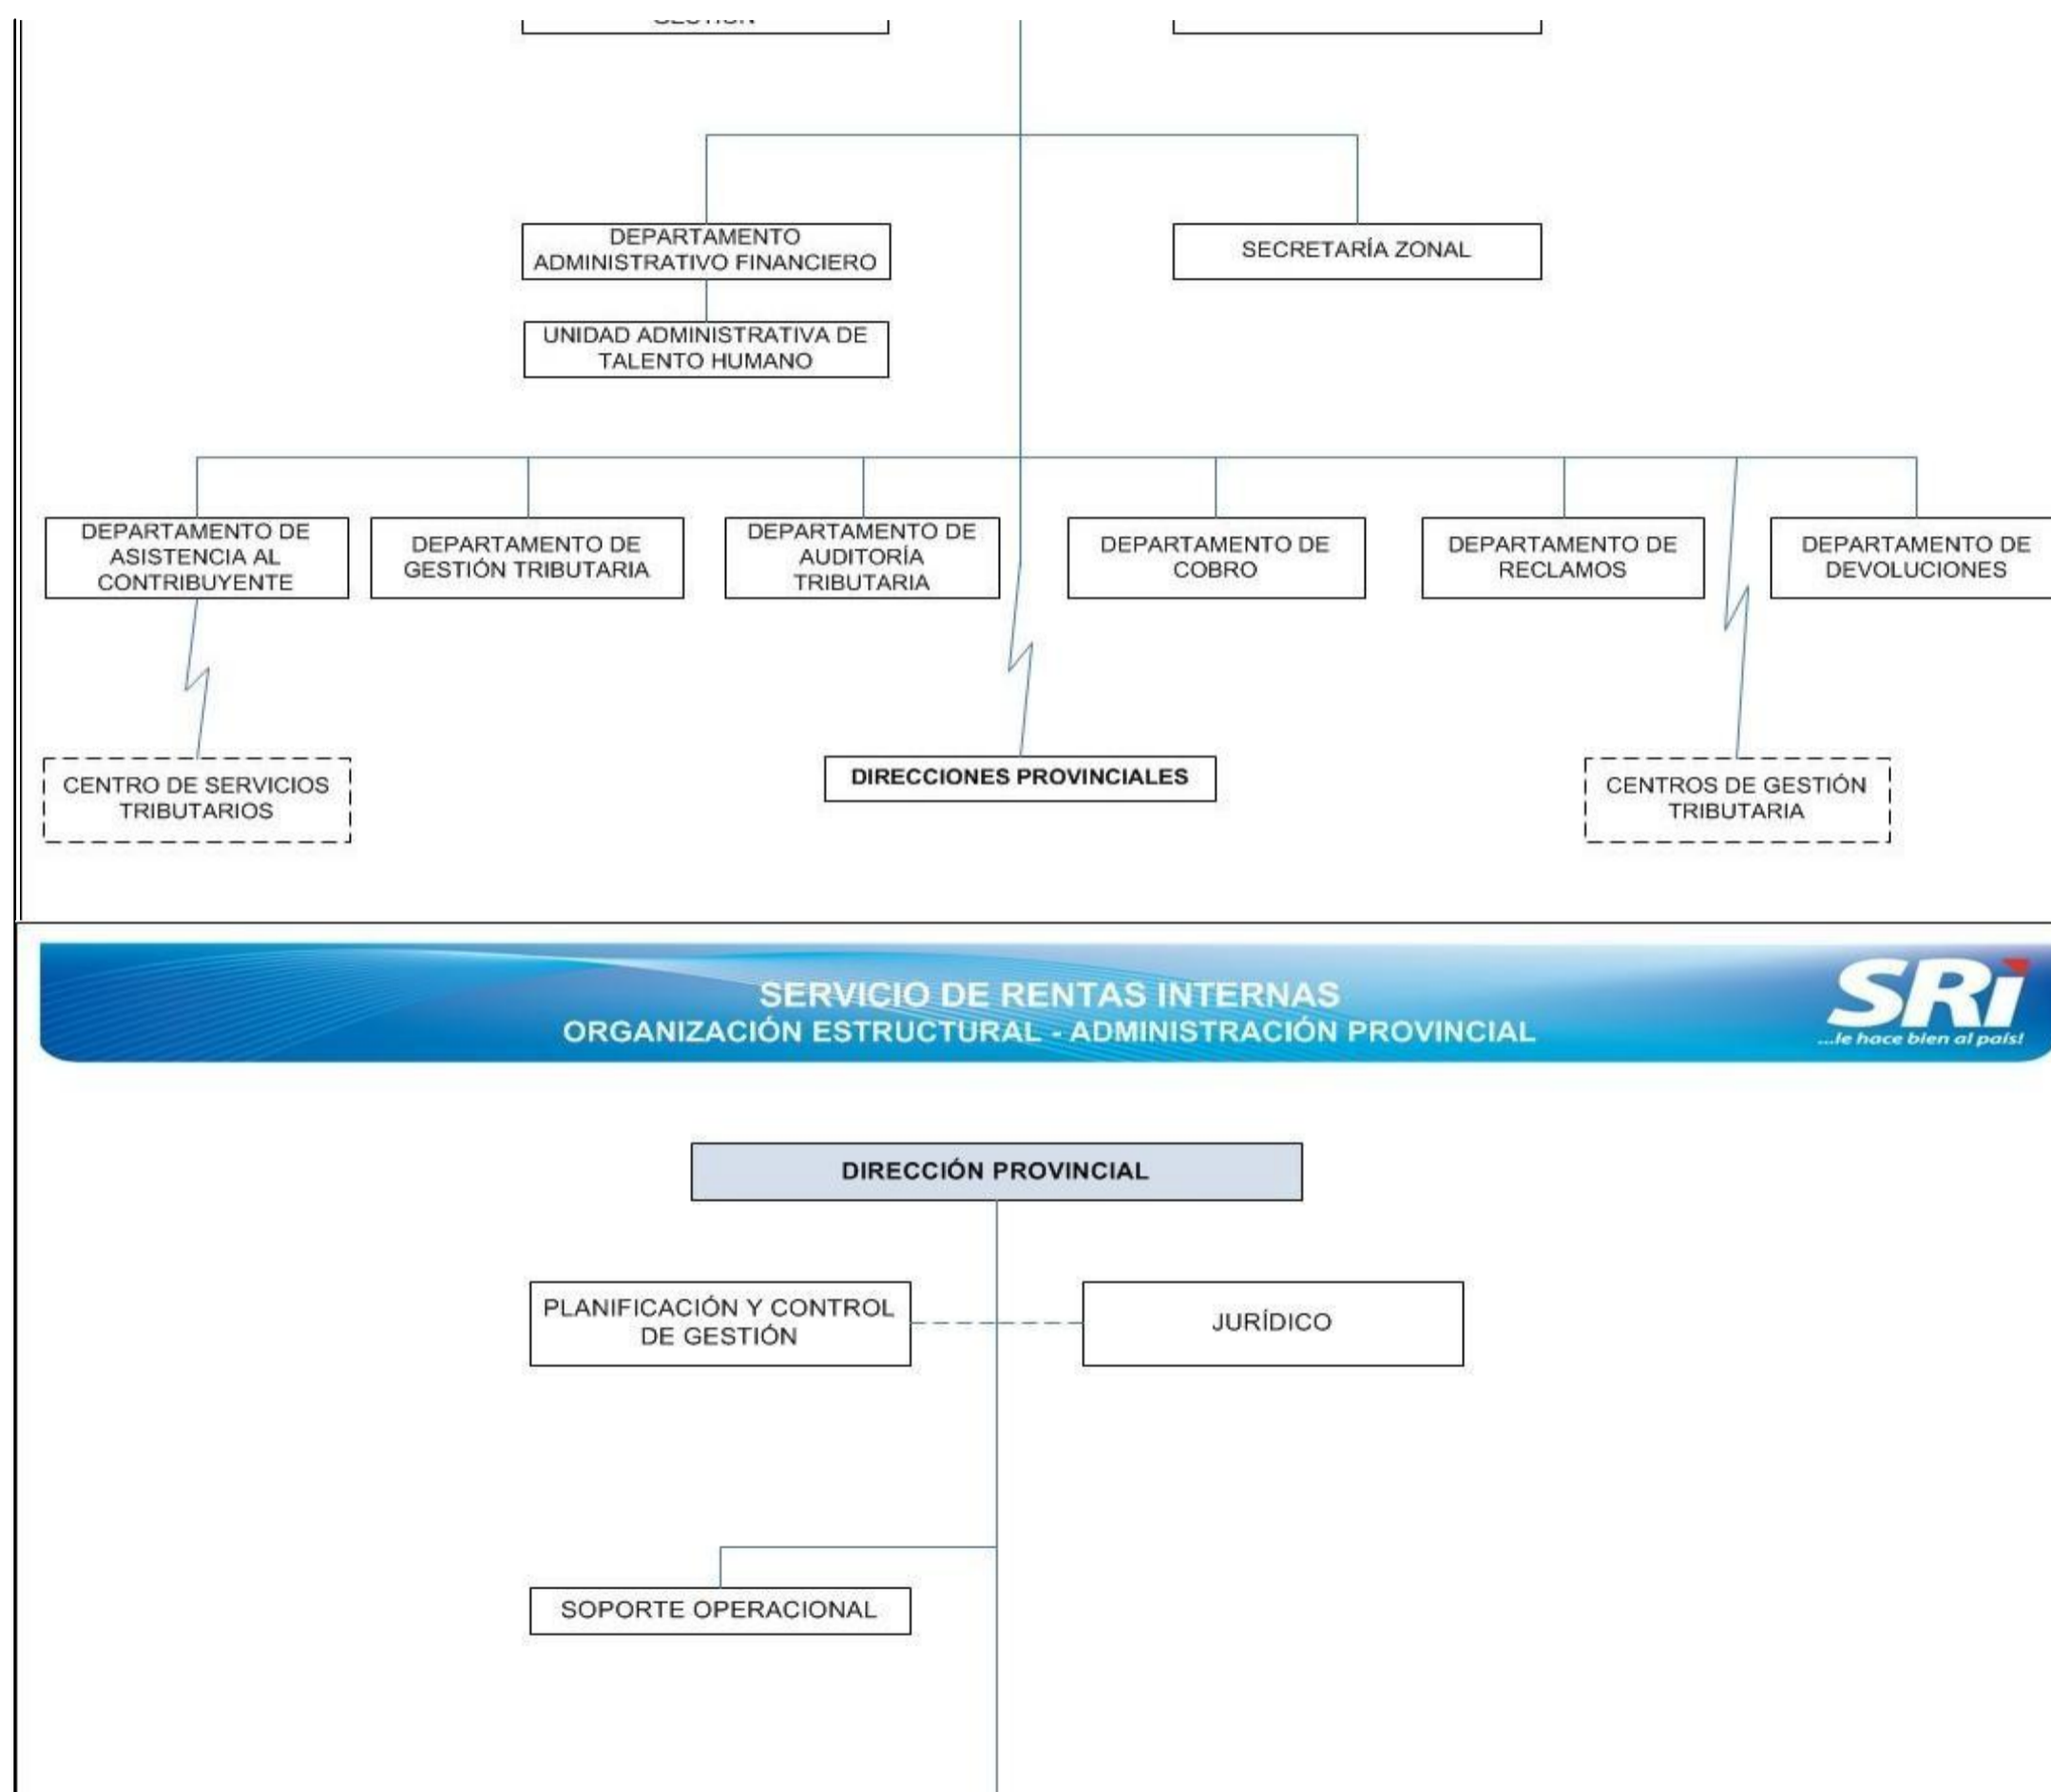 DEPARTAMENTO
ADMINISTRATIVO FINANCIERO
SECRETARÍA ZONAL
UNIDAD ADMINISTRATIVA DE
TALENTO HUMANO
DEPARTAMENTO DE
ASISTENCIA AL
CONTRIBUYENTE
DEPARTAMENTO DE
GESTIÓN TRIBUTARIA
DEPARTAMENTO DE
AUDITORÍA
TRIBUTARIA
DEPARTAMENTO DE
COBRO
DEPARTAMENTO DE
RECLAMOS
DEPARTAMENTO DE
DEVOLUCIONES
CENTRO DE SERVICIOS
TRIBUTARIOS
DIRECCIONES PROVINCIALES
CENTROS DE GESTIÓN
TRIBUTARIA
SERVICIO DE RENTAS INTERNAS
ORGANIZACIÓN ESTRUCTURAL - ADMINISTRACIÓN PROVINCIAL
SRi
...le hace bien al país!
DIRECCIÓN PROVINCIAL
PLANIFICACIÓN Y CONTROL
DE GESTIÓN
JURÍDICO
SOPORTE OPERACIONAL